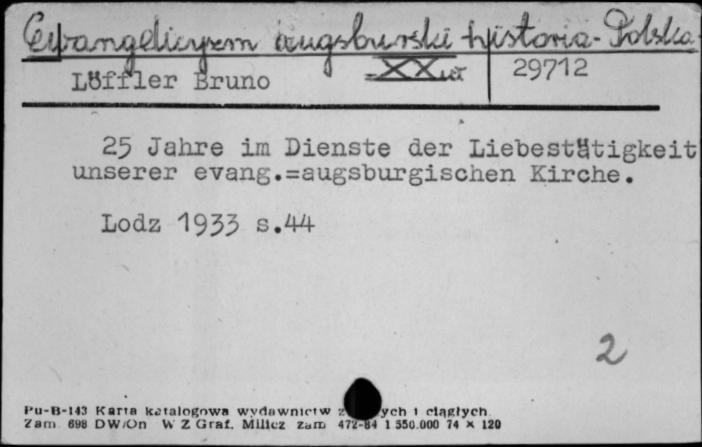 Ewangelicyzm augsburski historia - Polska -
Löffler Bruno
XX w
29712
25 Jahre im Dienste der Liebestätigkeit
unserer evang.=augsburgischen Kirche.
Lodz 1933 s.44
2
Pu-B-143 Karta katalogowa wydawnictw z ych i ciągłych
Zam. 698 DW/On W Z Graf. Milicz zam 472-84 1 550.000 74 × 120